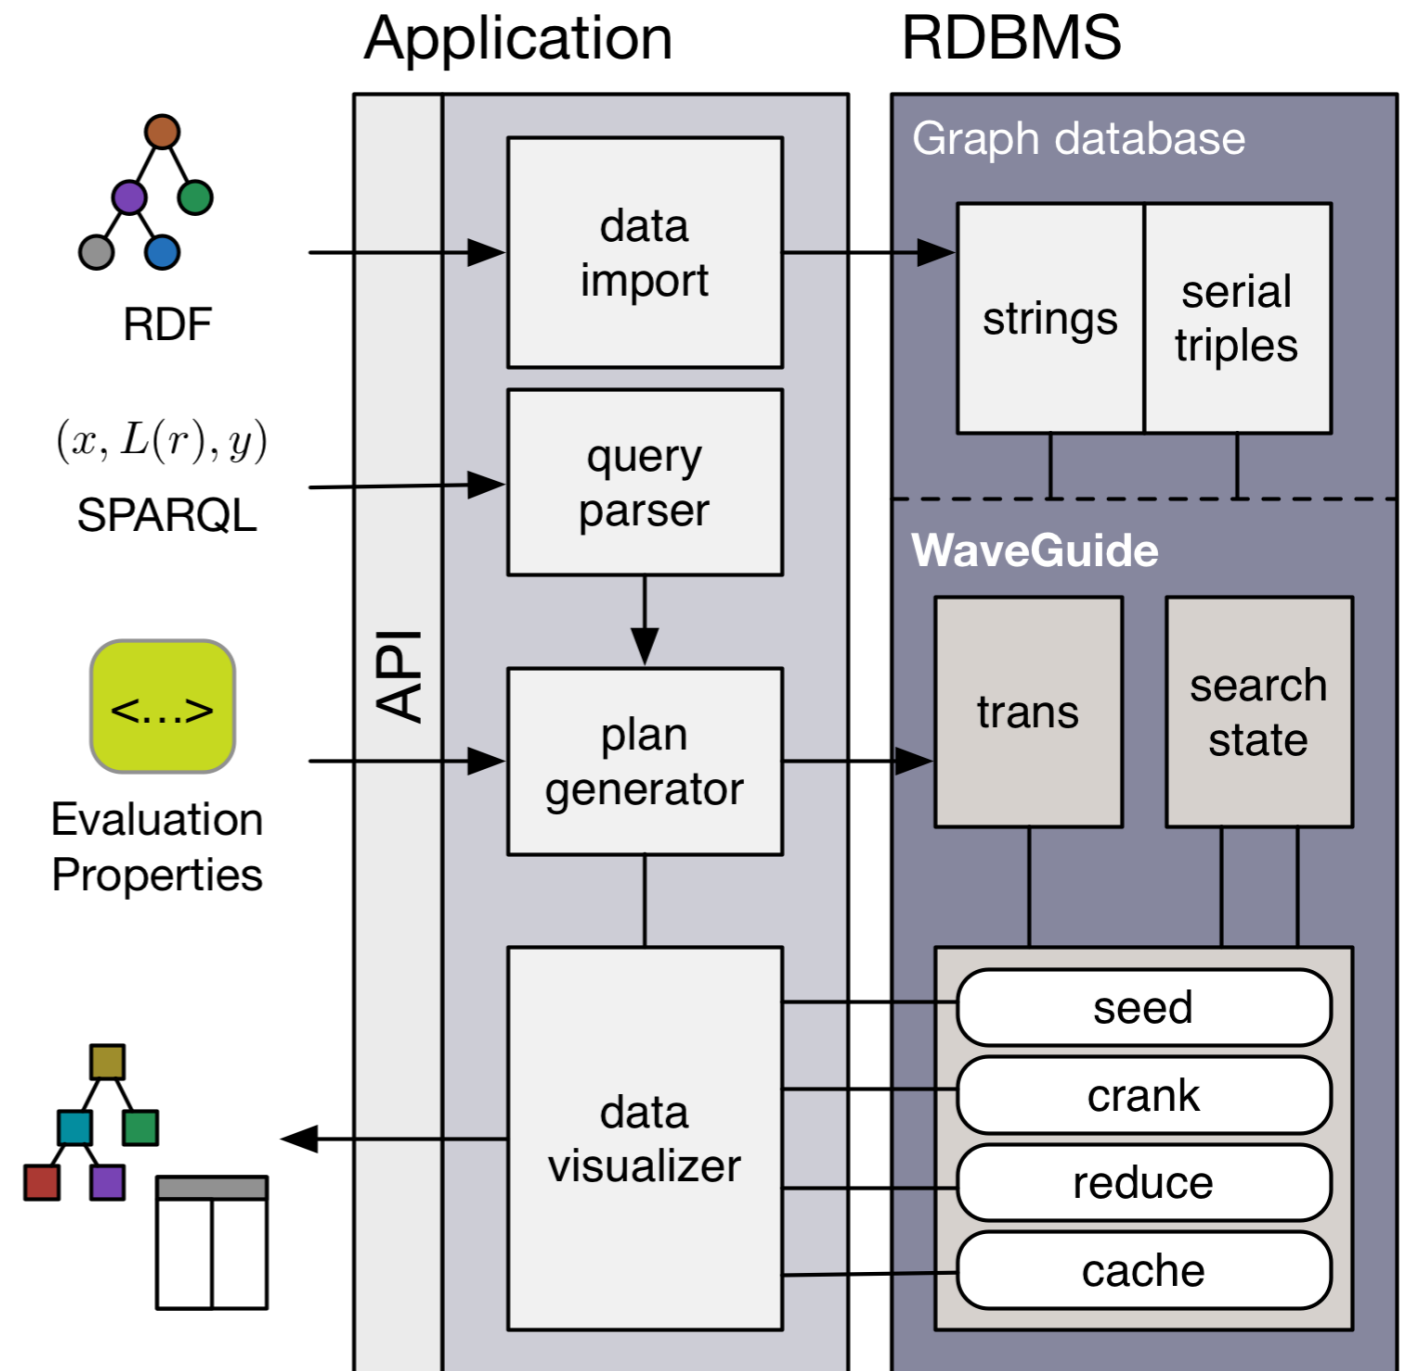 Application
RDBMS
Graph database
data
import
strings
serial
triples
RDF
(x, L(r), y)
SPARQL
query
parser
WaveGuide
API
<...>
Evaluation
Properties
plan
generator
trans
search
state
data
visualizer
seed
crank
reduce
cache